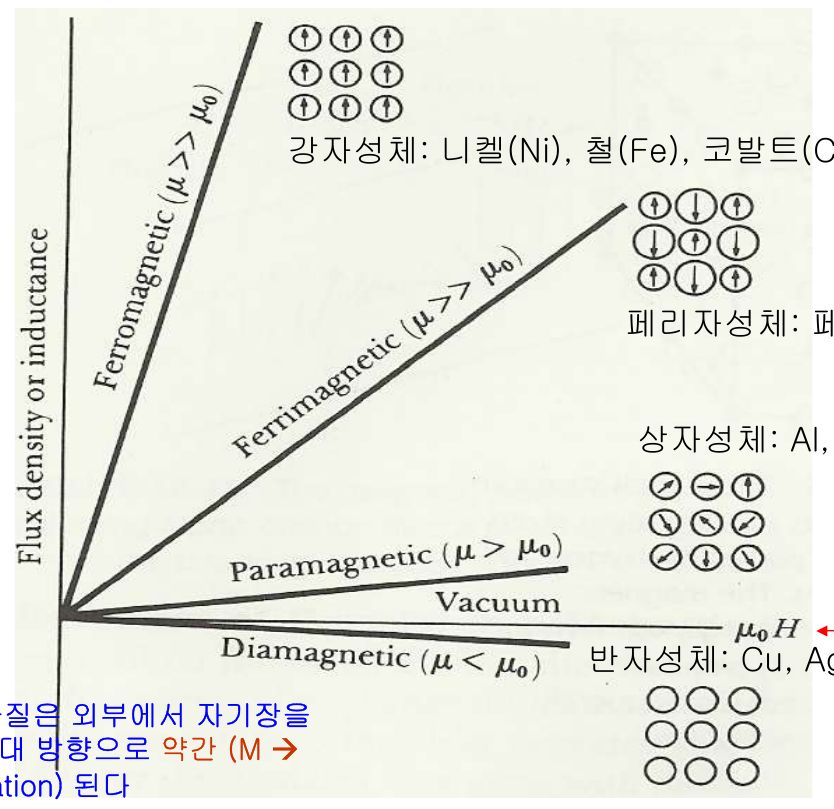 강자성체: 니켈(Ni), 철(Fe), 코발트(C
Ferromagnetic (μ >> μ₀)
Flux density or inductance
Ferrimagnetic (μ >> μ₀)
페리자성체: 페
상자성체: Al,
Paramagnetic (μ > μ₀)
Vacuum
μ₀H
Diamagnetic (μ < μ₀)
반자성체: Cu, Ag
질은 외부에서 자기장을
대 방향으로 약간 (M →
ation) 된다